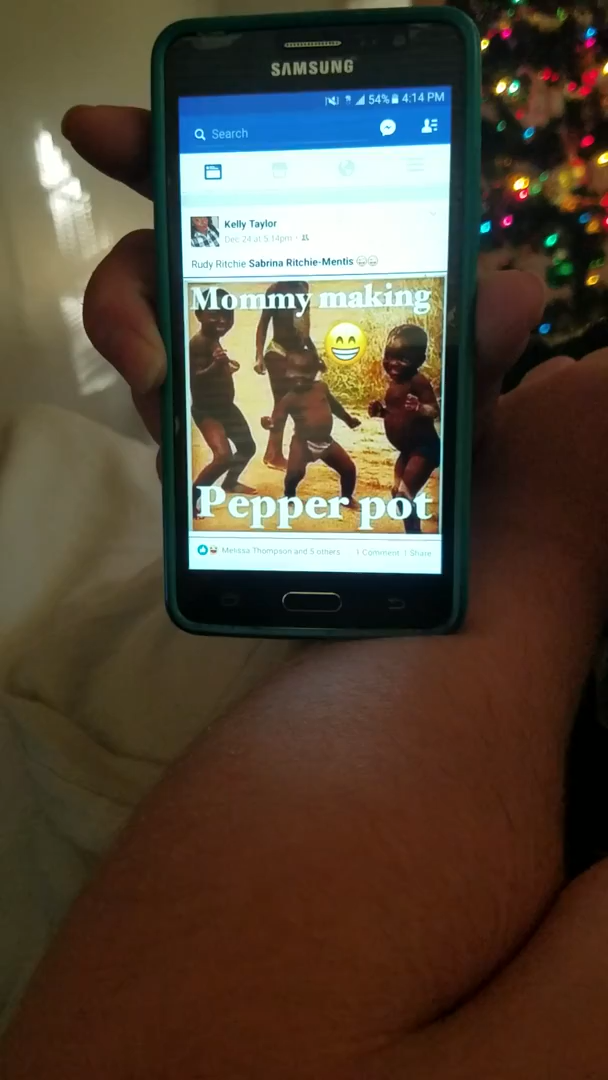 SAMSUNG
54% 4:14 PM
Search
Kelly Taylor
Dec 24 at 5:14pm
Rudy Ritchie Sabrina Ritchie-Mentis
Mommy making
Pepper pot
Melissa Thompson and 5 others 1 Comment 1 Share